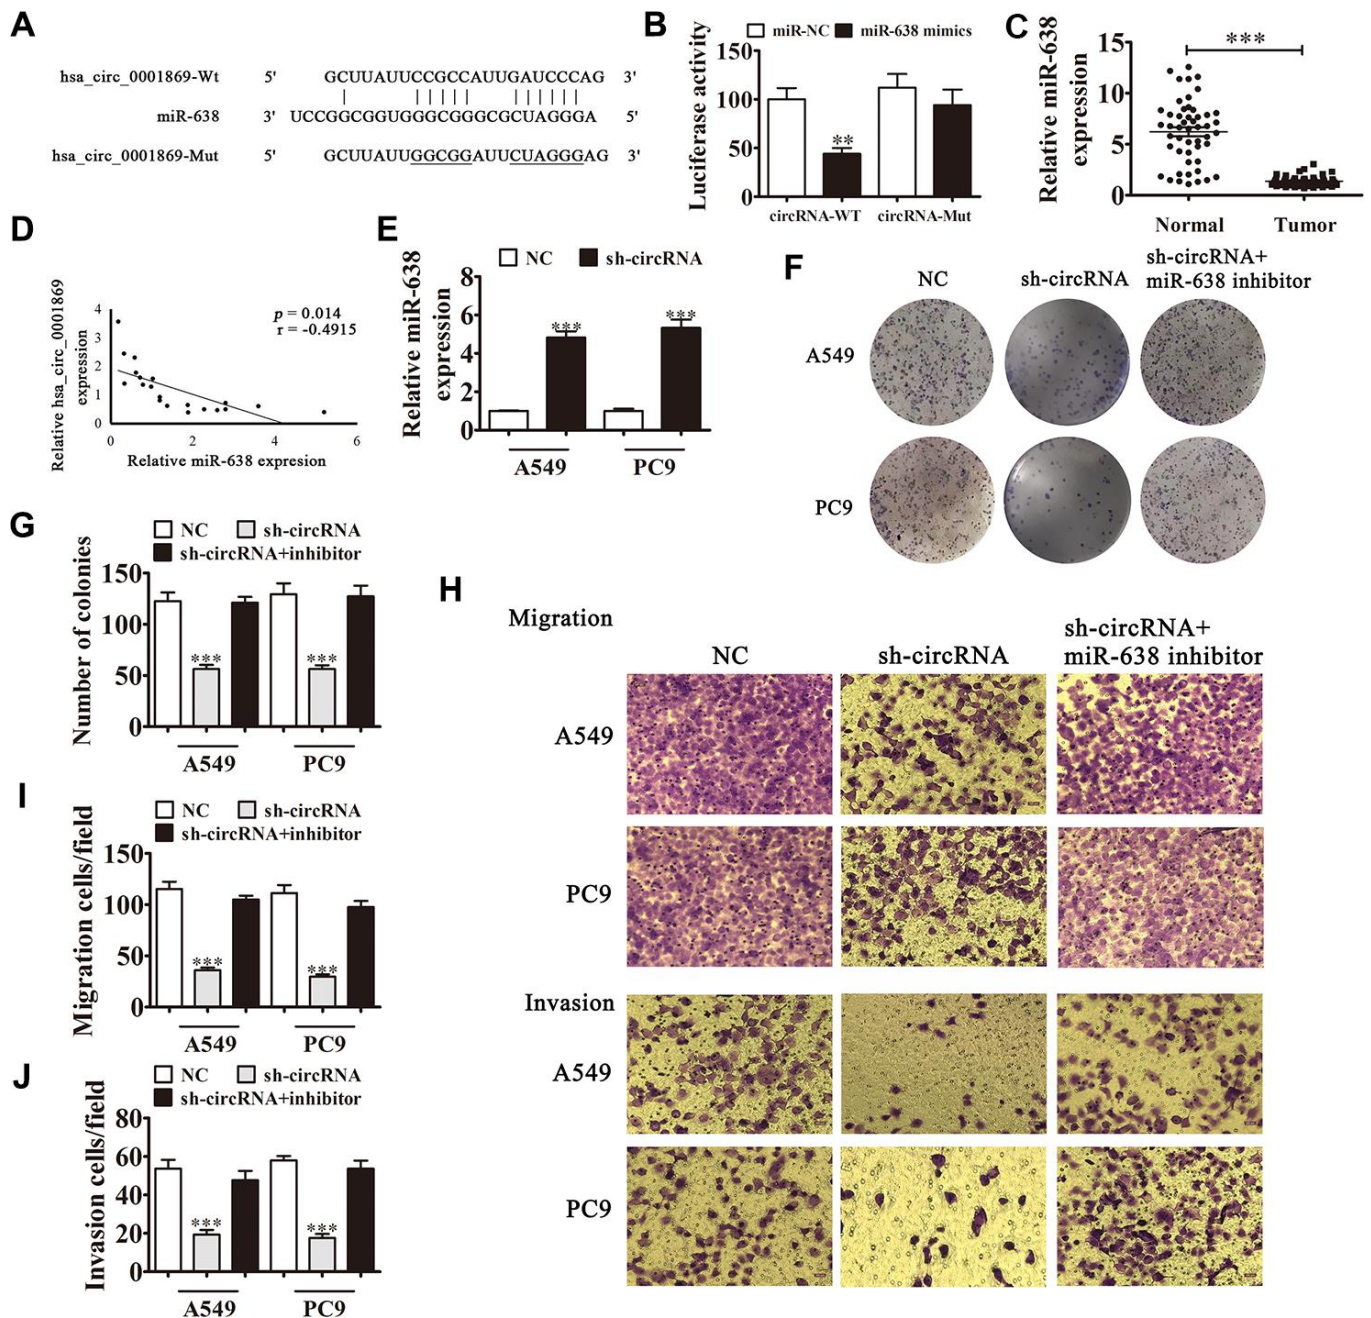 A
hsa_circ_0001869-Wt 5' GCUUAUUCCGCCAUUGAUCCCAG 3'
miR-638 3' UCCGGCGGUGGGCGGGCGCUAGGGA 5'
hsa_circ_0001869-Mut 5' GCUUAUUGGCGGAUUCUAGGGAG 3'
B
miR-NC miR-638 mimics
Luciferase activity
150
100
50
0
**
circRNA-WT circRNA-Mut
C
Relative miR-638
expression
15
10
5
0
***
Normal Tumor
D
Relative hsa_circ_0001869
expression
4
3
2
1
0
p = 0.014
r = -0.4915
0 2 4 6
Relative miR-638 expresion
E
NC sh-circRNA
Relative miR-638
expression
8
6
4
2
0
*** ***
A549 PC9
F
NC sh-circRNA sh-circRNA+
miR-638 inhibitor
A549
PC9
G
NC sh-circRNA
sh-circRNA+inhibitor
Number of colonies
150
100
50
0
*** ***
A549 PC9
H
Migration
NC sh-circRNA sh-circRNA+
miR-638 inhibitor
A549
PC9
Invasion
A549
PC9
I
NC sh-circRNA
sh-circRNA+inhibitor
Migration cells/field
150
100
50
0
*** ***
A549 PC9
J
NC sh-circRNA
sh-circRNA+inhibitor
Invasion cells/field
80
60
40
20
0
*** ***
A549 PC9